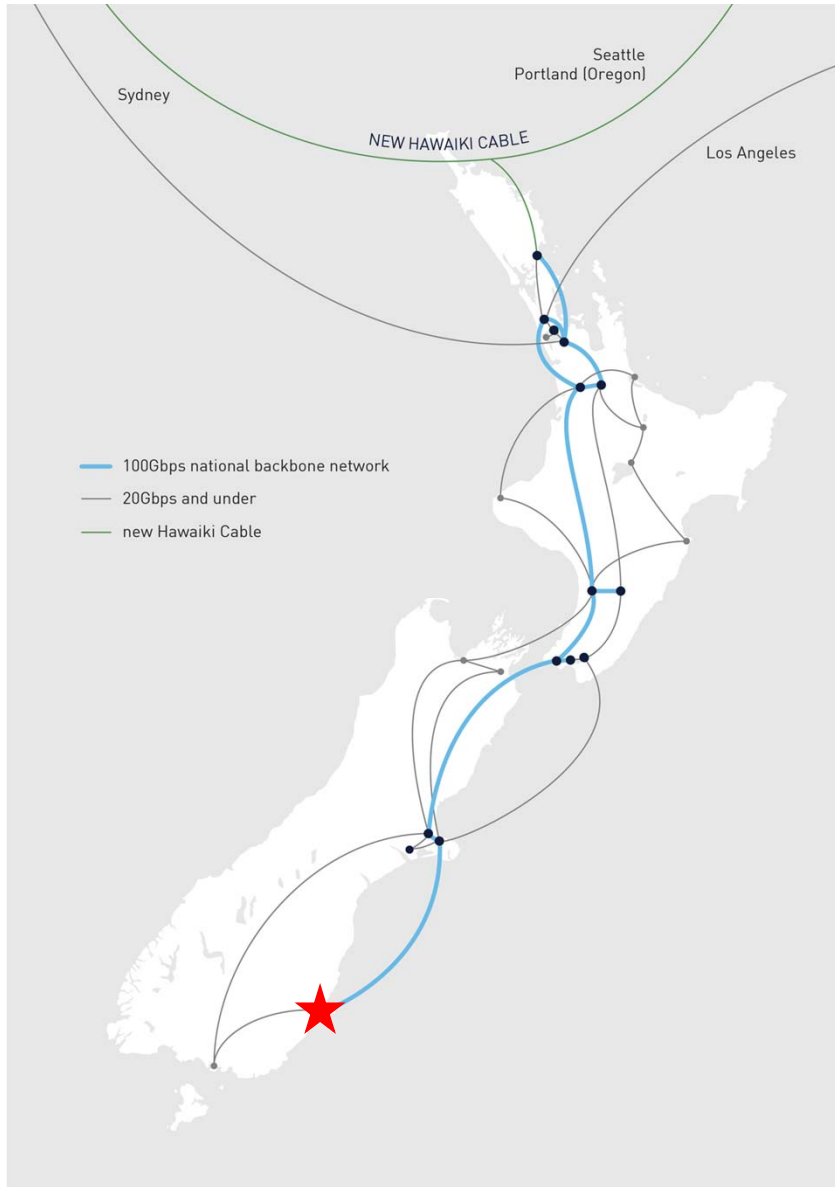 Seattle
Portland (Oregon)
Sydney
NEW HAWAIKI CABLE
Los Angeles
100Gbps national backbone network
20Gbps and under
new Hawaiki Cable